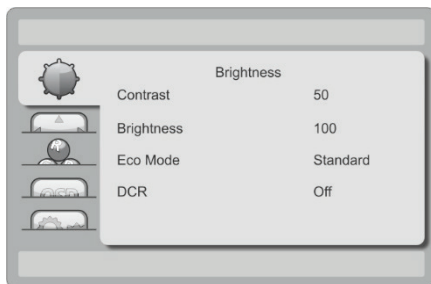 Brightness
Contrast 50
Brightness 100
Eco Mode Standard
DCR Off